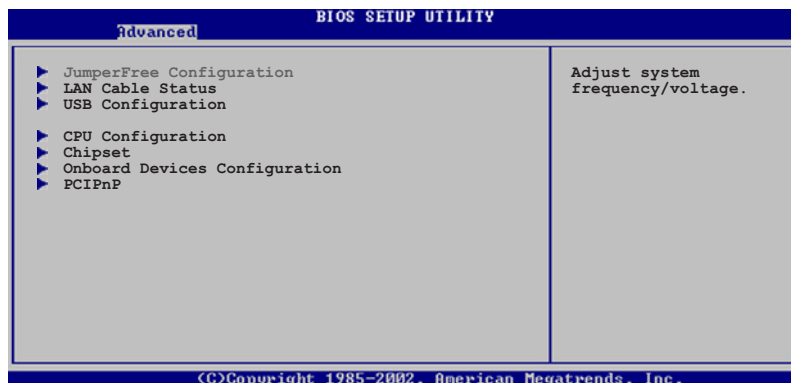 BIOS SETUP UTILITY
Advanced
JumperFree Configuration
LAN Cable Status
USB Configuration
CPU Configuration
Chipset
Onboard Devices Configuration
PCIPnP
Adjust system
frequency/voltage.
(C)Copyright 1985-2002, American Megatrends, Inc.